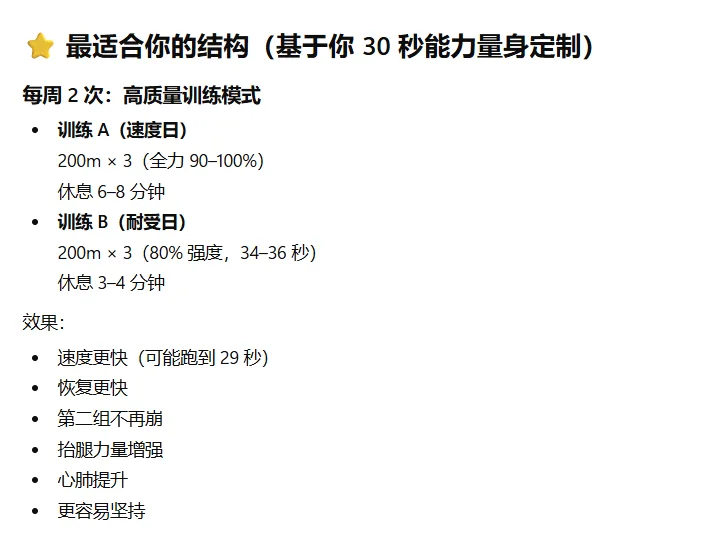 ⭐ 最适合你的结构（基于你 30 秒能力量身定制）
每周 2 次：高质量训练模式
• 训练 A（速度日）
200m × 3（全力 90–100%）
休息 6–8 分钟
• 训练 B（耐受日）
200m × 3（80% 强度，34–36 秒）
休息 3–4 分钟
效果：
• 速度更快（可能跑到 29 秒）
• 恢复更快
• 第二组不再崩
• 抬腿力量增强
• 心肺提升
• 更容易坚持